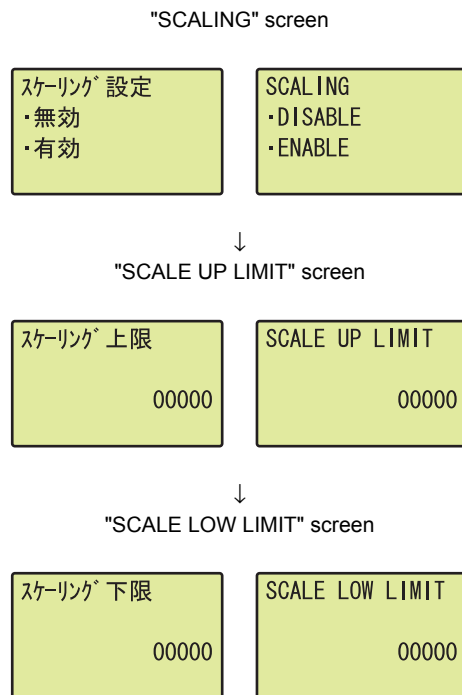 "SCALING" screen
ｽｹｰﾘﾝｸﾞ設定
･無効
･有効
SCALING
･DISABLE
･ENABLE
↓
"SCALE UP LIMIT" screen
ｽｹｰﾘﾝｸﾞ上限
00000
SCALE UP LIMIT
00000
↓
"SCALE LOW LIMIT" screen
ｽｹｰﾘﾝｸﾞ下限
00000
SCALE LOW LIMIT
00000